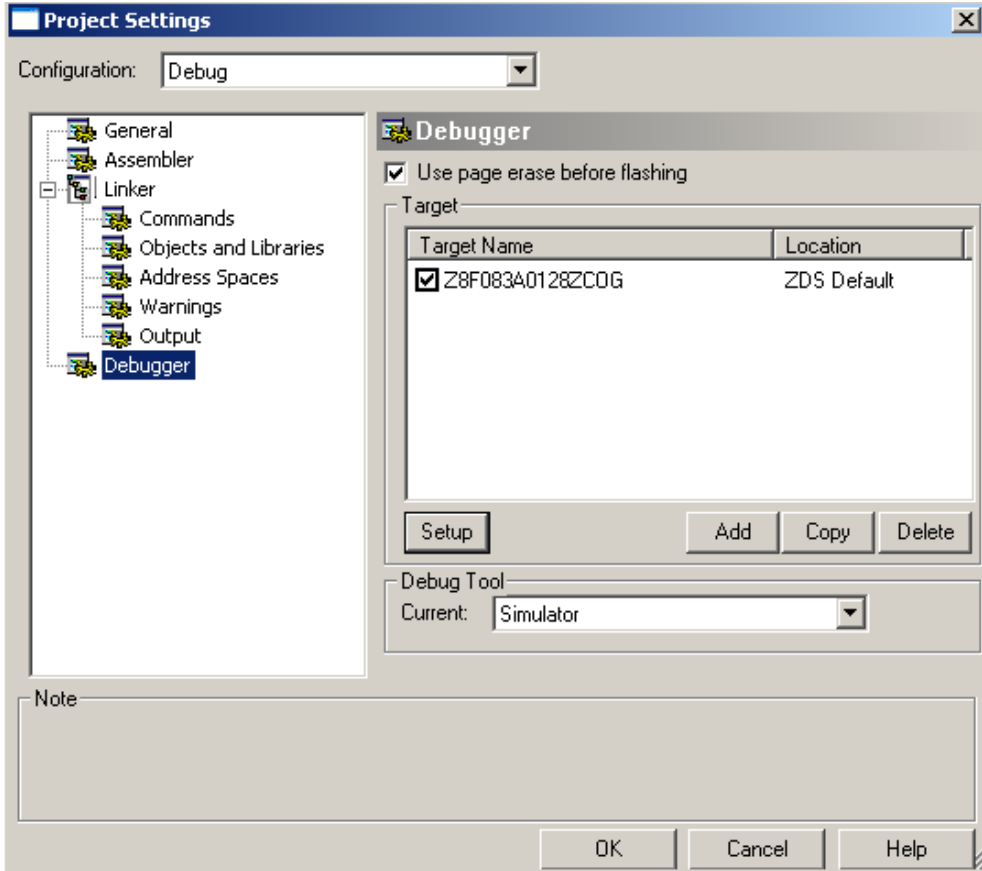 Project Settings
Configuration: Debug
General
Assembler
Linker
Commands
Objects and Libraries
Address Spaces
Warnings
Output
Debugger
Debugger
Use page erase before flashing
Target
Target Name Location
Z8F083A0128ZCOG ZDS Default
Setup Add Copy Delete
Debug Tool
Current: Simulator
Note
OK Cancel Help